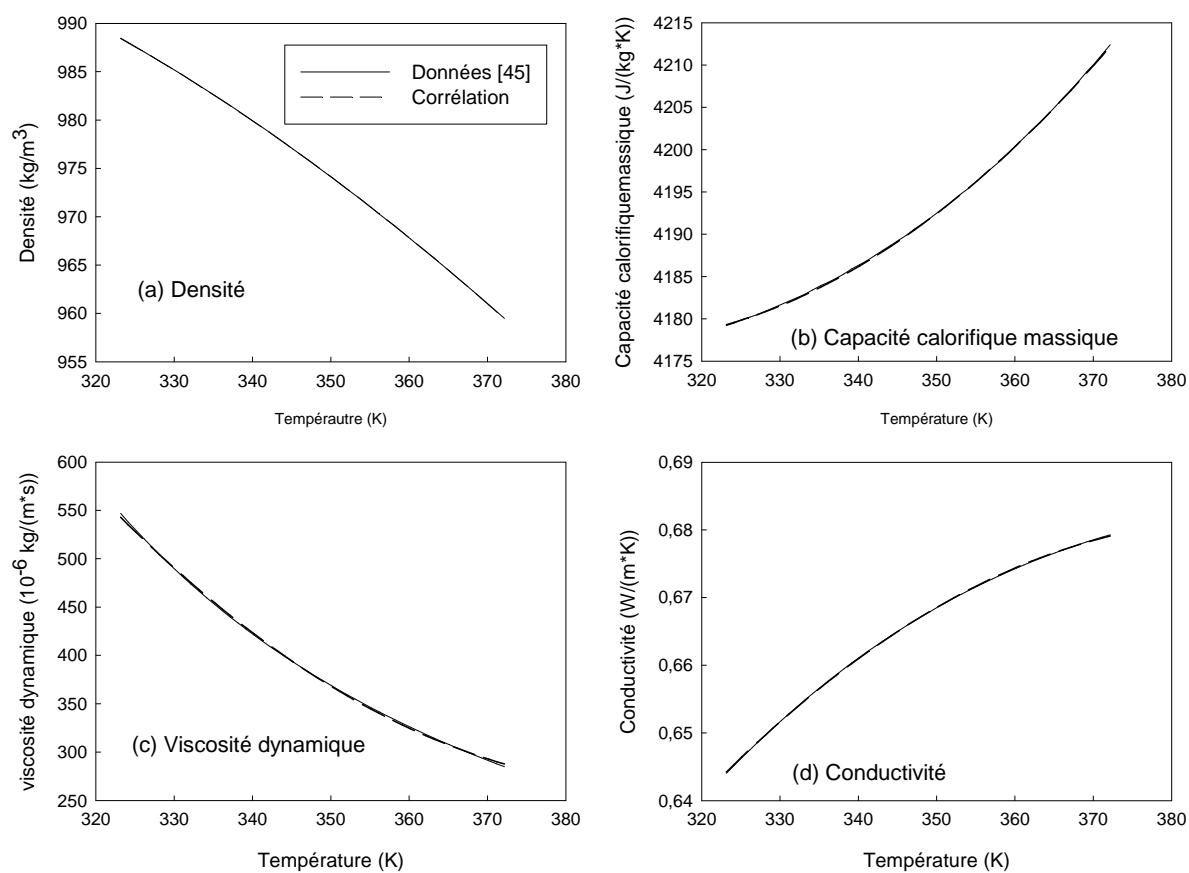 Densité (kg/m3)
990
985
980
975
970
965
960
955
Données [45]
Corrélation
(a) Densité
320 330 340 350 360 370 380
Tempérautre (K)
Capacité calorifiquemassique (J/(kg*K))
4215
4210
4205
4200
4195
4190
4185
4180
4175
(b) Capacité calorifique massique
320 330 340 350 360 370 380
Température (K)
viscosité dynamique (10-6 kg/(m*s))
600
550
500
450
400
350
300
250
(c) Viscosité dynamique
320 330 340 350 360 370 380
Température (K)
Conductivité (W/(m*K))
0,69
0,68
0,67
0,66
0,65
0,64
(d) Conductivité
320 330 340 350 360 370 380
Température (K)